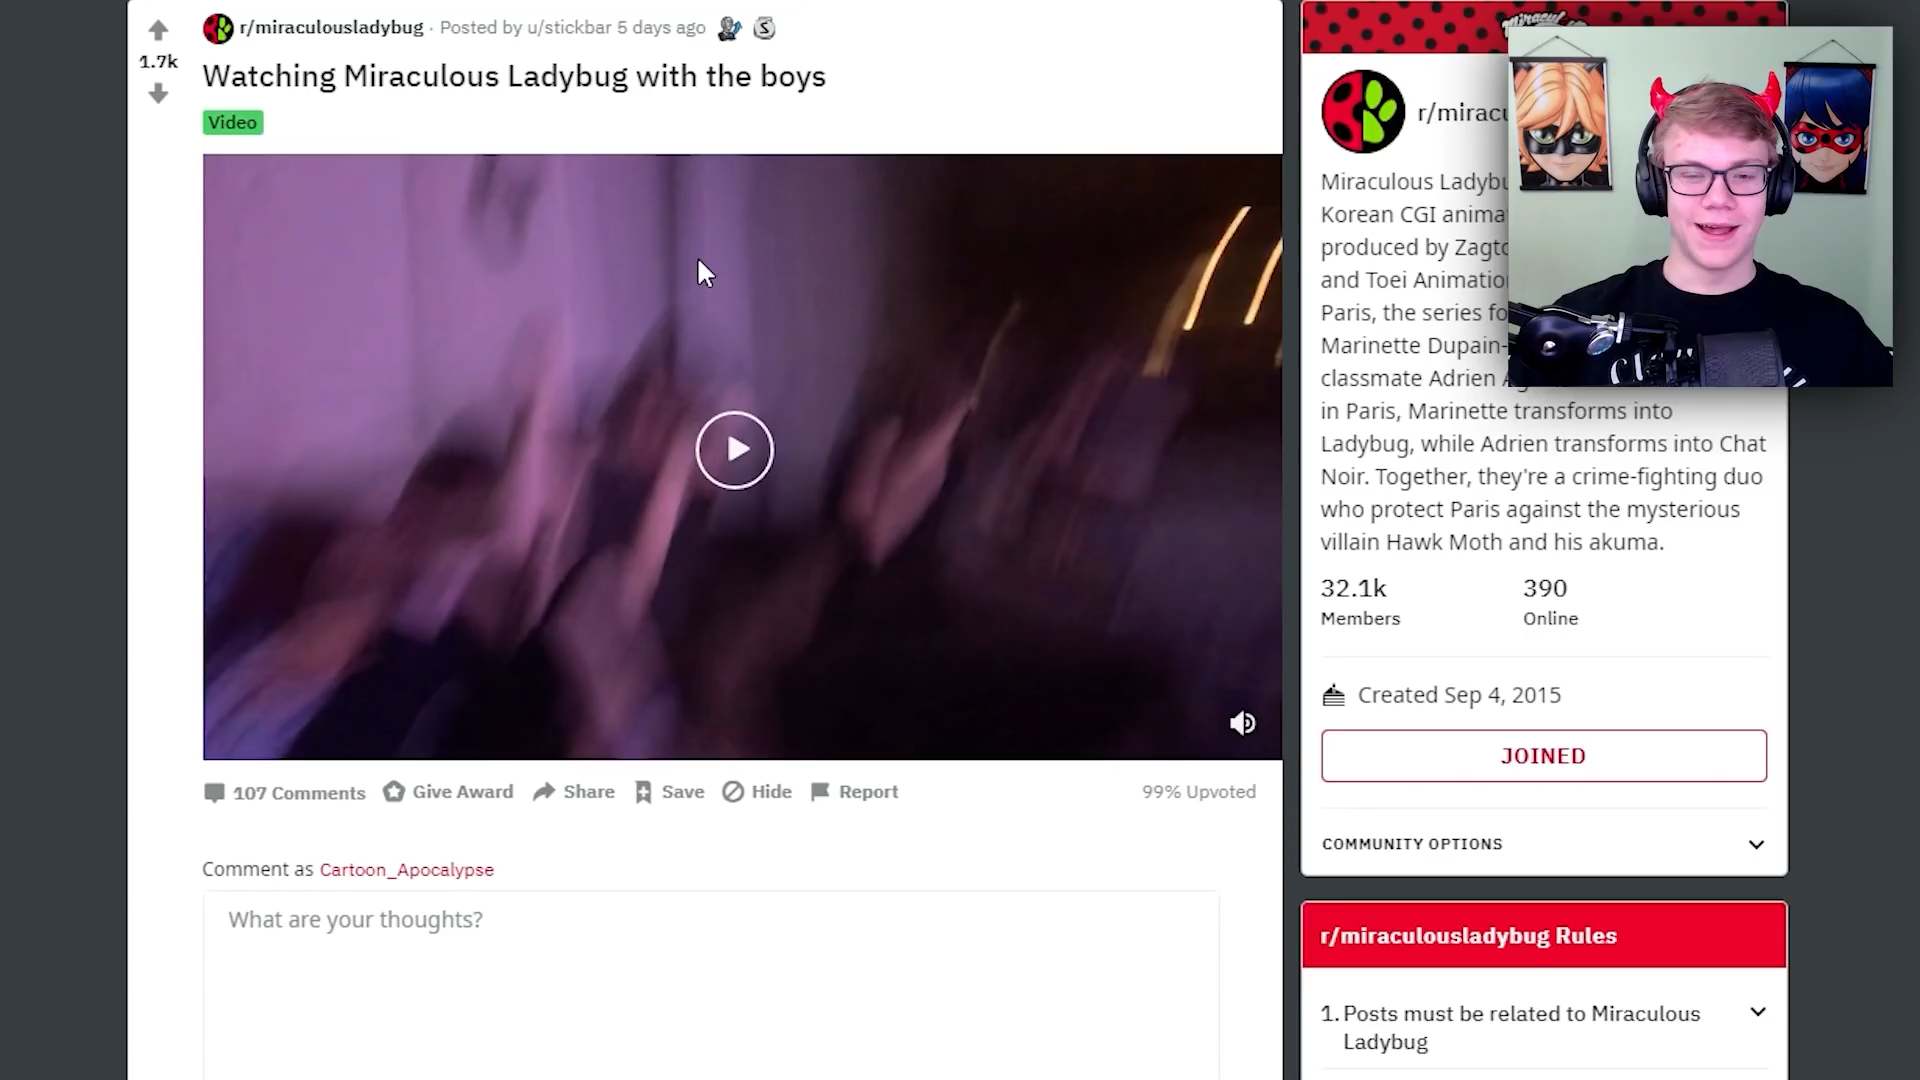 r/miraculousladybug · Posted by u/stickbar 5 days ago
1.7k
Watching Miraculous Ladybug with the boys
Video
107 Comments Give Award Share Save Hide Report 99% Upvoted
Comment as Cartoon_Apocalypse
What are your thoughts?
r/mirac
Miraculous Ladyb
Korean CGI anima
produced by Zagto
and Toei Animatio
Paris, the series fo
Marinette Dupain-
classmate Adrien
in Paris, Marinette transforms into
Ladybug, while Adrien transforms into Chat
Noir. Together, they're a crime-fighting duo
who protect Paris against the mysterious
villain Hawk Moth and his akuma.
32.1k 390
Members Online
Created Sep 4, 2015
JOINED
COMMUNITY OPTIONS
r/miraculousladybug Rules
1. Posts must be related to Miraculous
Ladybug